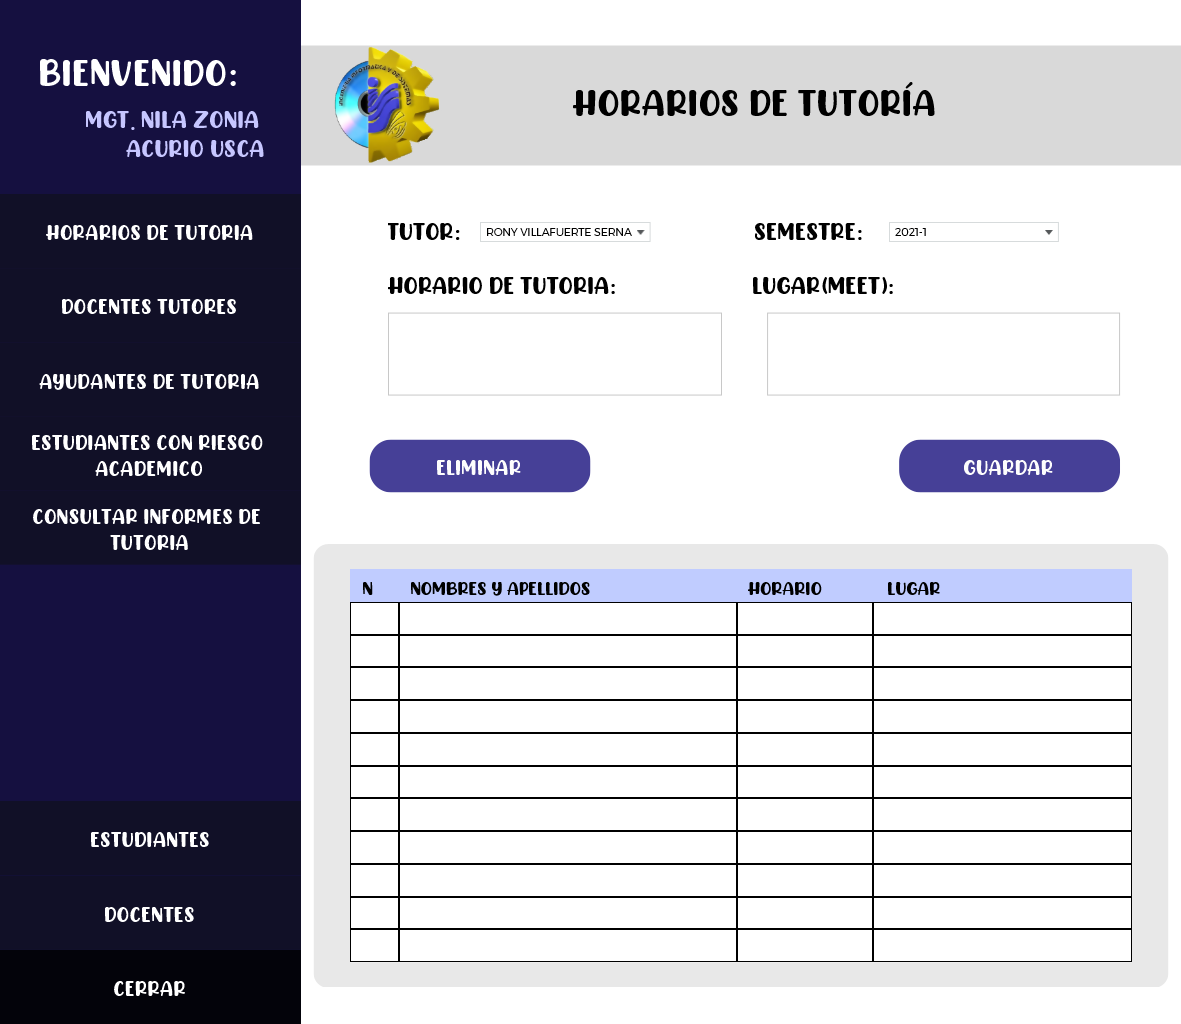 BIENVENIDO:
MGT. NILA ZONIA
ACURIO USCA
HORARIOS DE TUTORIA
DOCENTES TUTORES
AYUDANTES DE TUTORIA
ESTUDIANTES CON RIESGO
ACADEMICO
CONSULTAR INFORMES DE
TUTORIA
ESTUDIANTES
DOCENTES
CERRAR
HORARIOS DE TUTORÍA
TUTOR: RONY VILLAFUERTE SERNA
SEMESTRE: 2021-1
HORARIO DE TUTORIA:
LUGAR(MEET):
ELIMINAR
GUARDAR
N NOMBRES Y APELLIDOS HORARIO LUGAR